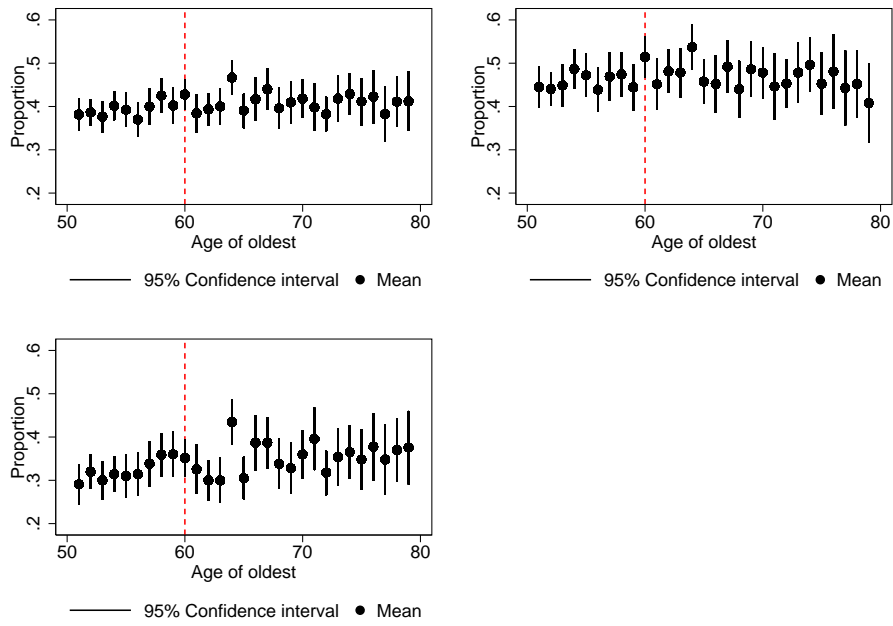 .6
.5
.4
.3
.2
Proportion
50 60 70 80
Age of oldest
95% Confidence interval Mean
.6
.5
.4
.3
.2
Proportion
50 60 70 80
Age of oldest
95% Confidence interval Mean
.6
.5
.4
.3
.2
Proportion
50 60 70 80
Age of oldest
95% Confidence interval Mean